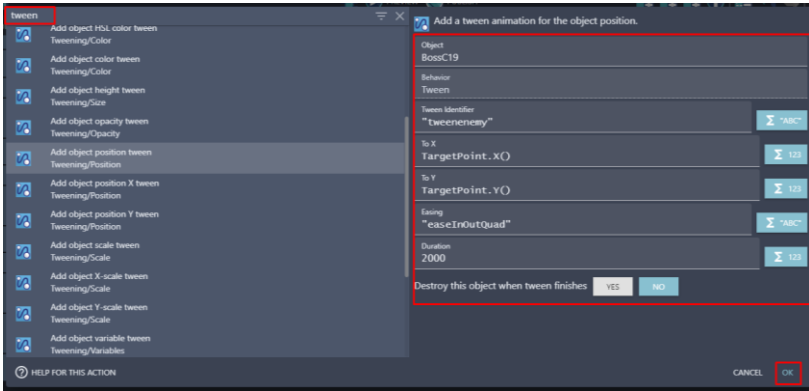 tween
Add object HSL color tween
Tweening/Color
Add object color tween
Tweening/Color
Add object height tween
Tweening/Size
Add object opacity tween
Tweening/Opacity
Add object position tween
Tweening/Position
Add object position X tween
Tweening/Position
Add object position Y tween
Tweening/Position
Add object scale tween
Tweening/Scale
Add object X-scale tween
Tweening/Scale
Add object Y-scale tween
Tweening/Scale
Add object variable tween
Tweening/Variables
HELP FOR THIS ACTION
Add a tween animation for the object position.
Object
BossC19
Behavior
Tween
Tween Identifier
"tweenenemy"
Σ "ABC"
To X
TargetPoint.X()
Σ 123
To Y
TargetPoint.Y()
Σ 123
Easing
"easeInOutQuad"
Σ "ABC"
Duration
2000
Σ 123
Destroy this object when tween finishes YES NO
CANCEL OK